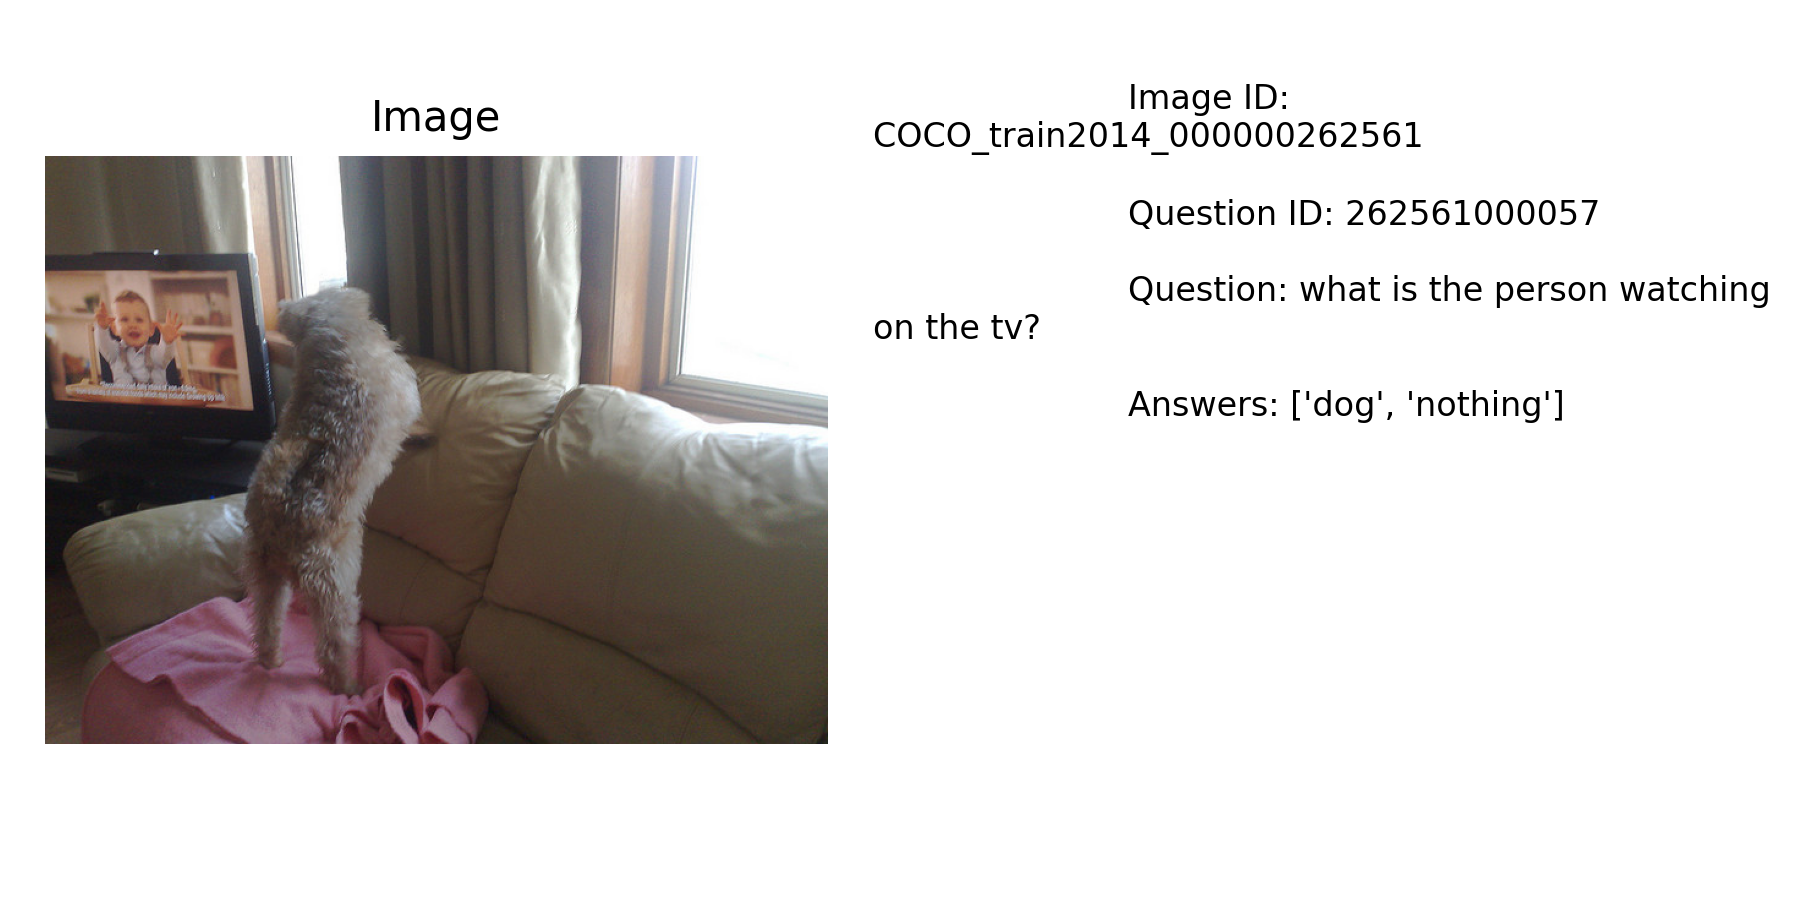 Image
Image ID:
COCO_train2014_000000262561
Question ID: 262561000057
Question: what is the person watching
on the tv?
Answers: ['dog', 'nothing']